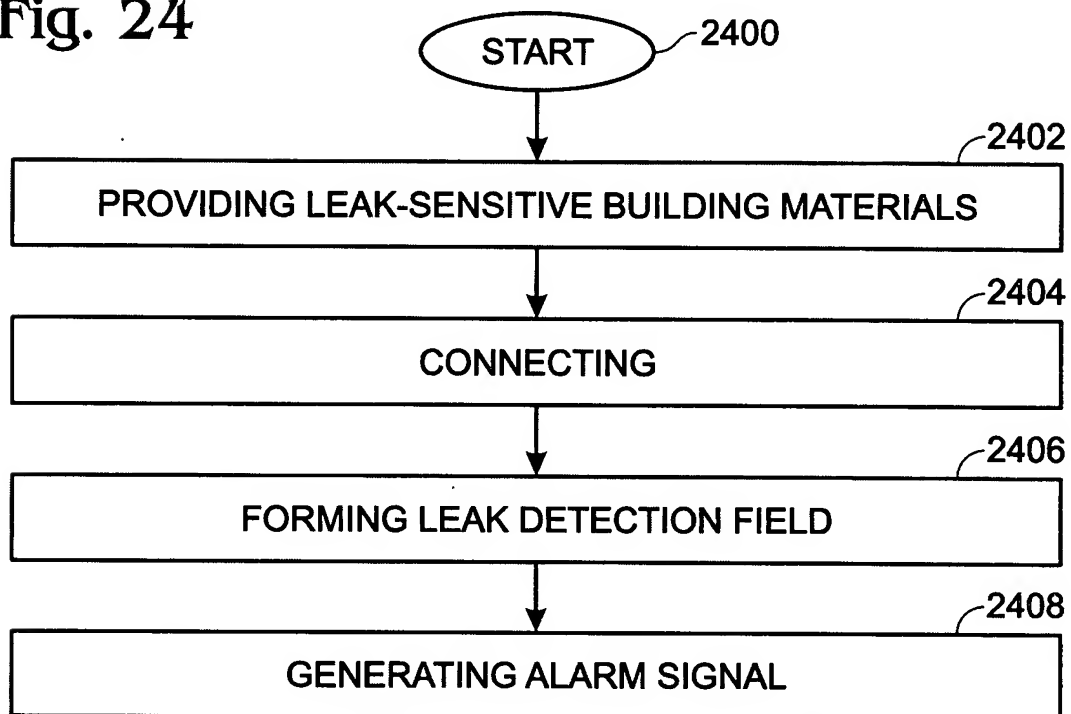 Fig. 24
START
2400
2402
PROVIDING LEAK-SENSITIVE BUILDING MATERIALS
2404
CONNECTING
2406
FORMING LEAK DETECTION FIELD
2408
GENERATING ALARM SIGNAL